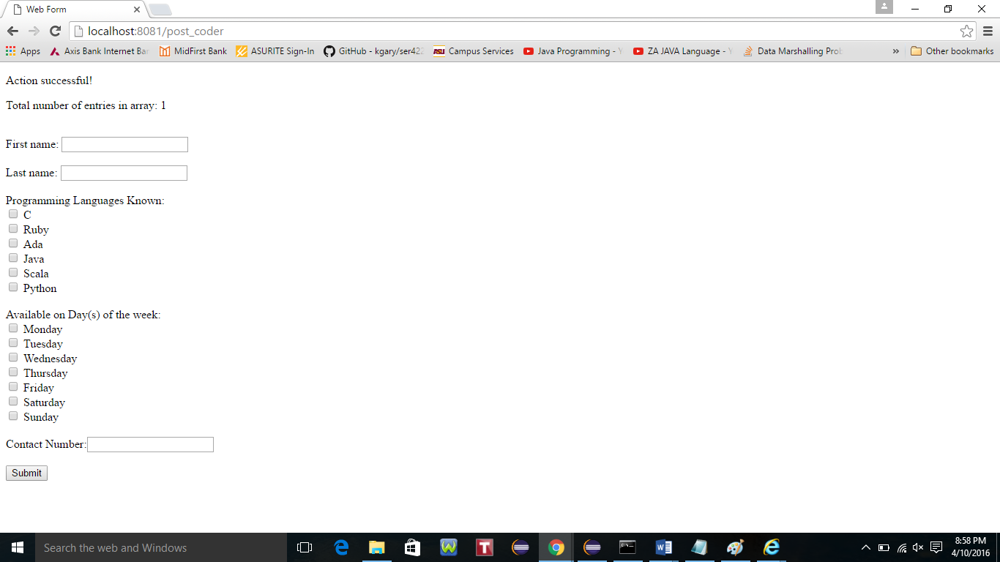 Web Form
localhost:8081/post_coder
Apps Axis Bank Internet Ban MidFirst Bank ASURITE Sign-In GitHub - kgary/ser422 ASU Campus Services Java Programming - Y ZA JAVA Language - Y Data Marshalling Prob » Other bookmarks
Action successful!
Total number of entries in array: 1
First name:
Last name:
Programming Languages Known:
C
Ruby
Ada
Java
Scala
Python
Available on Day(s) of the week:
Monday
Tuesday
Wednesday
Thursday
Friday
Saturday
Sunday
Contact Number:
Submit
Search the web and Windows
8:58 PM
4/10/2016